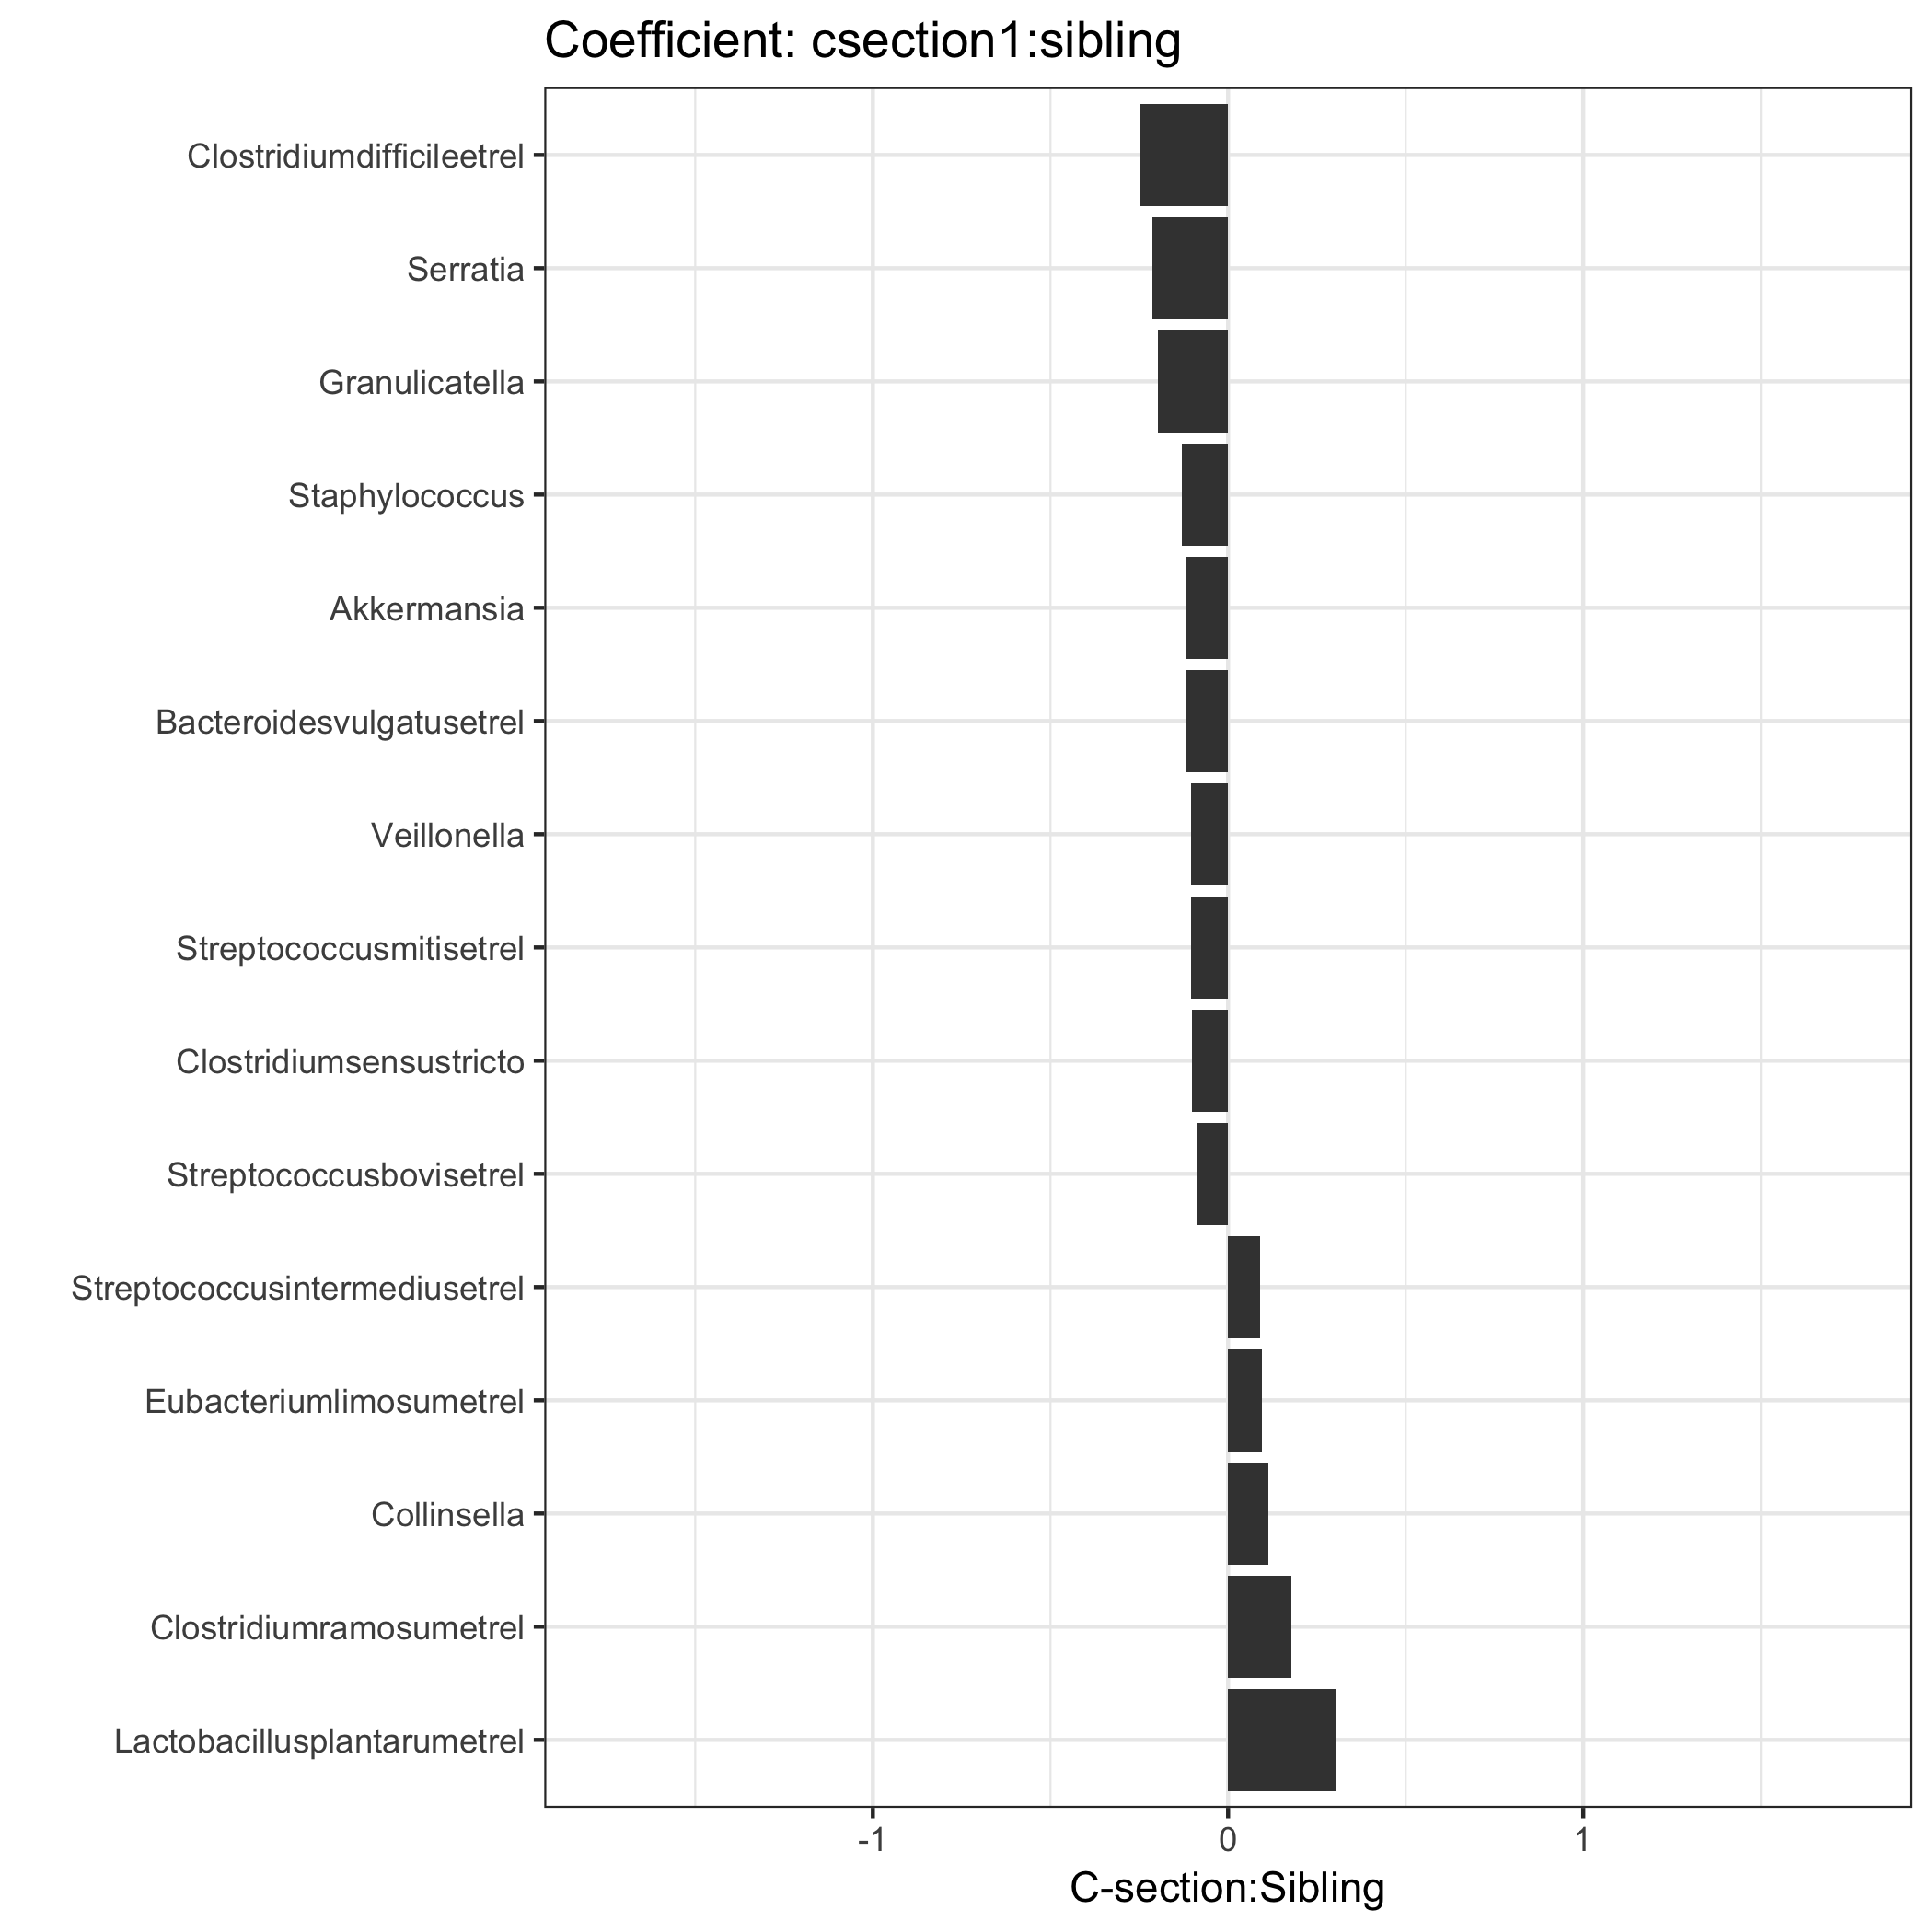 Coefficient: csection1:sibling
Clostridiumdifficileetrel
Serratia
Granulicatella
Staphylococcus
Akkermansia
Bacteroidesvulgatusetrel
Veillonella
Streptococcusmitisetrel
Clostridiumsensustricto
Streptococcusbovisetrel
Streptococcusintermediusetrel
Eubacteriumlimosumetrel
Collinsella
Clostridiumramosumetrel
Lactobacillusplantarumetrel
-1 0 1
C-section:Sibling